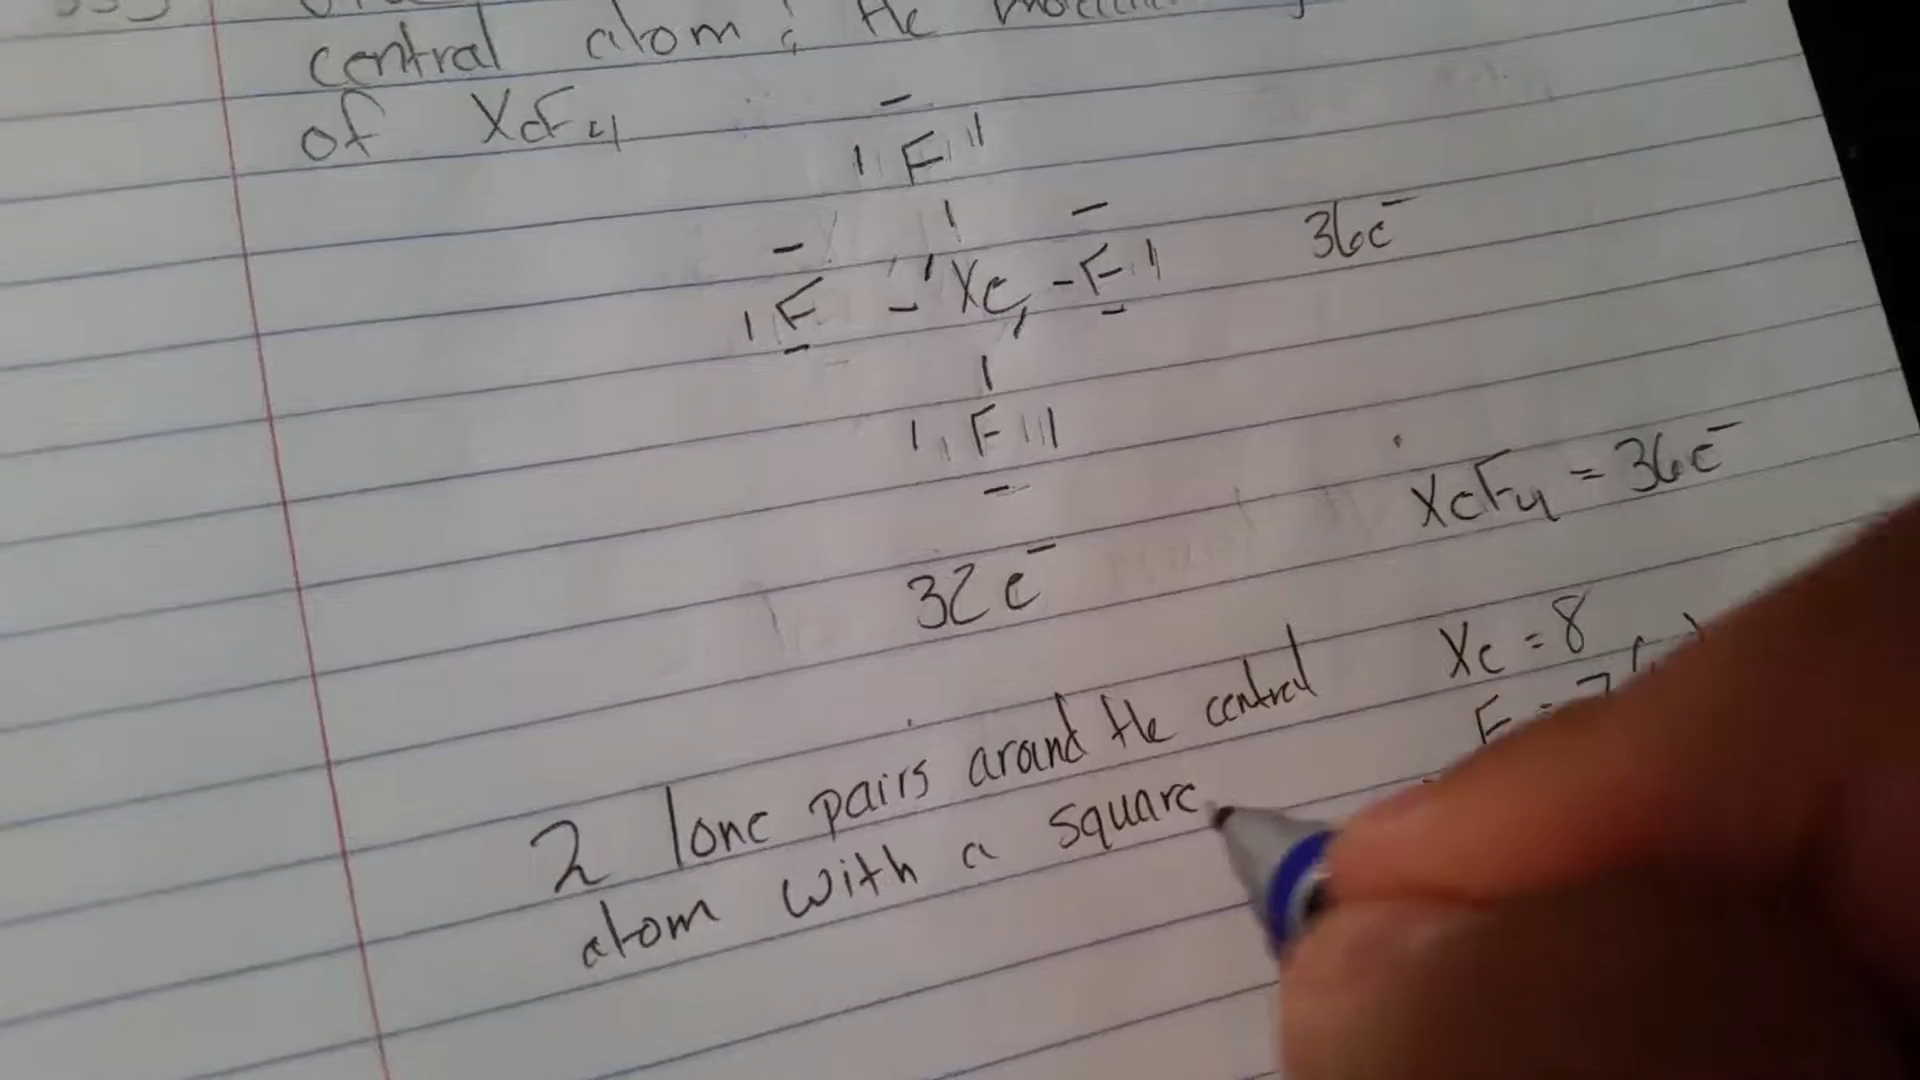 central atom & the
of XeF4
F
F - Xe - F 36e-
F
XeF4 = 36e-
32e-
Xe = 8
F = 7
2 lone pairs around the central
atom with a square